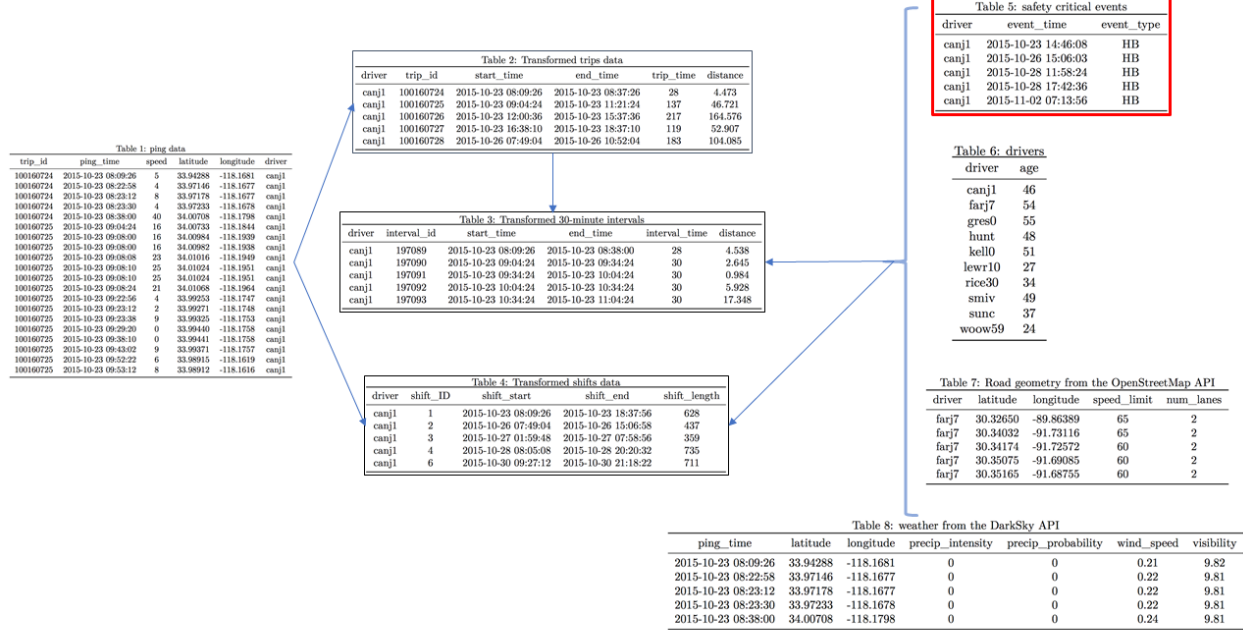 Table 1: ping data
trip_id ping_time speed latitude longitude driver
100160724 2015-10-23 08:09:26 5 33.94288 -118.1681 canj1
100160724 2015-10-23 08:22:58 4 33.97146 -118.1677 canj1
100160724 2015-10-23 08:23:12 8 33.97178 -118.1677 canj1
100160724 2015-10-23 08:23:30 4 33.97233 -118.1678 canj1
100160724 2015-10-23 08:38:00 40 34.00708 -118.1798 canj1
100160725 2015-10-23 09:04:24 16 34.00733 -118.1844 canj1
100160725 2015-10-23 09:08:00 16 34.00984 -118.1939 canj1
100160725 2015-10-23 09:08:00 16 34.00982 -118.1938 canj1
100160725 2015-10-23 09:08:08 23 34.01016 -118.1949 canj1
100160725 2015-10-23 09:08:10 25 34.01024 -118.1951 canj1
100160725 2015-10-23 09:08:10 25 34.01024 -118.1951 canj1
100160725 2015-10-23 09:08:24 21 34.01068 -118.1964 canj1
100160725 2015-10-23 09:22:56 4 33.99253 -118.1747 canj1
100160725 2015-10-23 09:23:12 2 33.99271 -118.1748 canj1
100160725 2015-10-23 09:23:38 9 33.99325 -118.1753 canj1
100160725 2015-10-23 09:29:20 0 33.99440 -118.1758 canj1
100160725 2015-10-23 09:38:10 0 33.99441 -118.1758 canj1
100160725 2015-10-23 09:43:02 9 33.99371 -118.1757 canj1
100160725 2015-10-23 09:52:22 6 33.98915 -118.1619 canj1
100160725 2015-10-23 09:53:12 8 33.98912 -118.1616 canj1
Table 2: Transformed trips data
driver trip_id start_time end_time trip_time distance
canj1 100160724 2015-10-23 08:09:26 2015-10-23 08:37:26 28 4.473
canj1 100160725 2015-10-23 09:04:24 2015-10-23 11:21:24 137 46.721
canj1 100160726 2015-10-23 12:00:36 2015-10-23 15:37:36 217 164.576
canj1 100160727 2015-10-23 16:38:10 2015-10-23 18:37:10 119 52.907
canj1 100160728 2015-10-26 07:49:04 2015-10-26 10:52:04 183 104.085
Table 3: Transformed 30-minute intervals
driver interval_id start_time end_time interval_time distance
canj1 197089 2015-10-23 08:09:26 2015-10-23 08:38:00 28 4.538
canj1 197090 2015-10-23 09:04:24 2015-10-23 09:34:24 30 2.645
canj1 197091 2015-10-23 09:34:24 2015-10-23 10:04:24 30 0.984
canj1 197092 2015-10-23 10:04:24 2015-10-23 10:34:24 30 5.928
canj1 197093 2015-10-23 10:34:24 2015-10-23 11:04:24 30 17.348
Table 4: Transformed shifts data
driver shift_ID shift_start shift_end shift_length
canj1 1 2015-10-23 08:09:26 2015-10-23 18:37:56 628
canj1 2 2015-10-26 07:49:04 2015-10-26 15:06:58 437
canj1 3 2015-10-27 01:59:48 2015-10-27 07:58:56 359
canj1 4 2015-10-28 08:05:08 2015-10-28 20:20:32 735
canj1 6 2015-10-30 09:27:12 2015-10-30 21:18:22 711
Table 5: safety critical events
driver event_time event_type
canj1 2015-10-23 14:46:08 HB
canj1 2015-10-26 15:06:03 HB
canj1 2015-10-28 11:58:24 HB
canj1 2015-10-28 17:42:36 HB
canj1 2015-11-02 07:13:56 HB
Table 6: drivers
driver age
canj1 46
farj7 54
gres0 55
hunt 48
kell0 51
lewr10 27
rice30 34
smiv 49
sunc 37
woow59 24
Table 7: Road geometry from the OpenStreetMap API
driver latitude longitude speed_limit num_lanes
farj7 30.32650 -89.86389 65 2
farj7 30.34032 -91.73116 65 2
farj7 30.34174 -91.72572 60 2
farj7 30.35075 -91.69085 60 2
farj7 30.35165 -91.68755 60 2
Table 8: weather from the DarkSky API
ping_time latitude longitude precip_intensity precip_probability wind_speed visibility
2015-10-23 08:09:26 33.94288 -118.1681 0 0 0.21 9.82
2015-10-23 08:22:58 33.97146 -118.1677 0 0 0.22 9.81
2015-10-23 08:23:12 33.97178 -118.1677 0 0 0.22 9.81
2015-10-23 08:23:30 33.97233 -118.1678 0 0 0.22 9.81
2015-10-23 08:38:00 34.00708 -118.1798 0 0 0.24 9.81